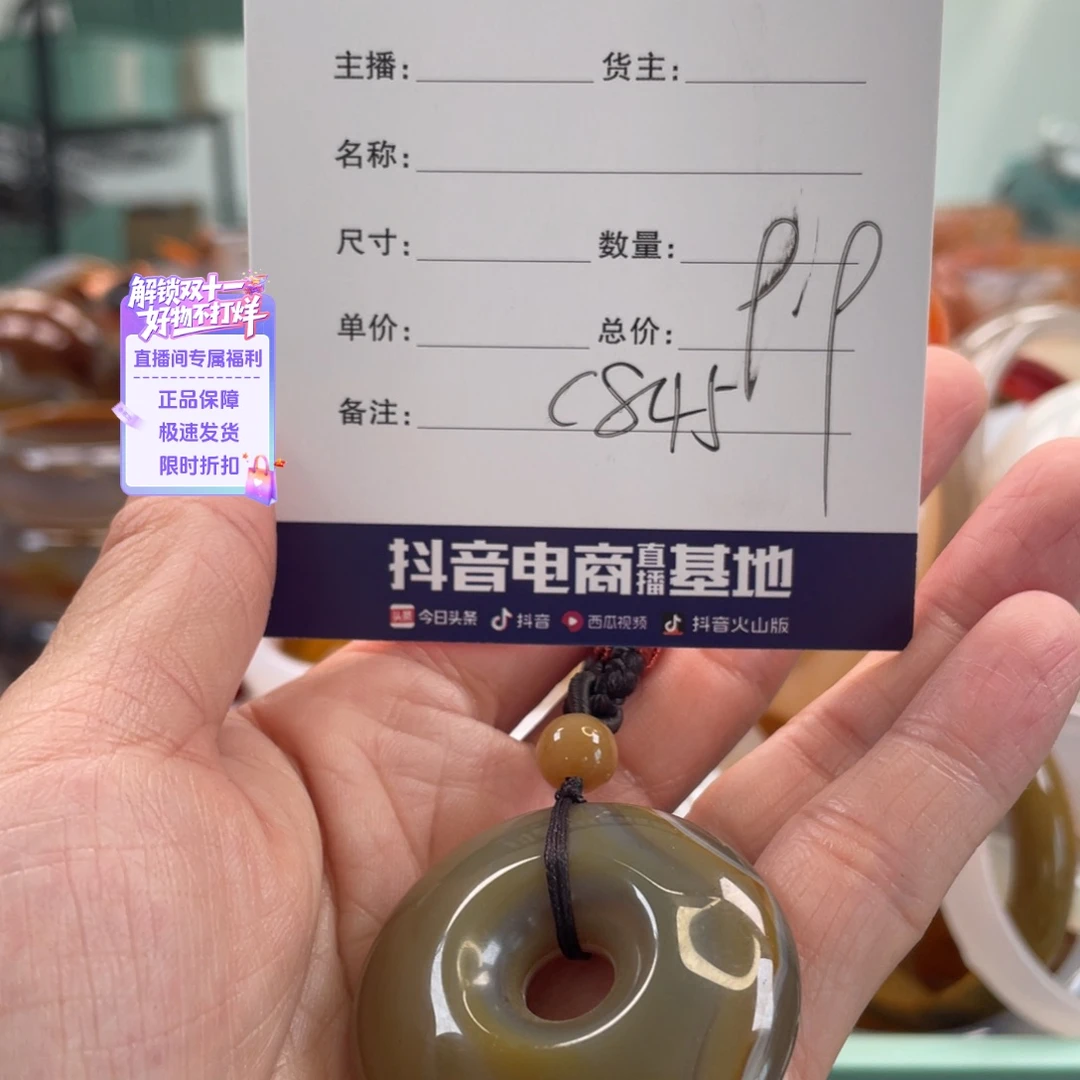 主播： 货主：
名称：
尺寸： 数量：
单价： 总价：
备注： C845
解锁双十一
好物不打烊
直播间专属福利
正品保障
极速发货
限时折扣
抖音电商直播基地
头条 今日头条 抖音 西瓜视频 抖音火山版